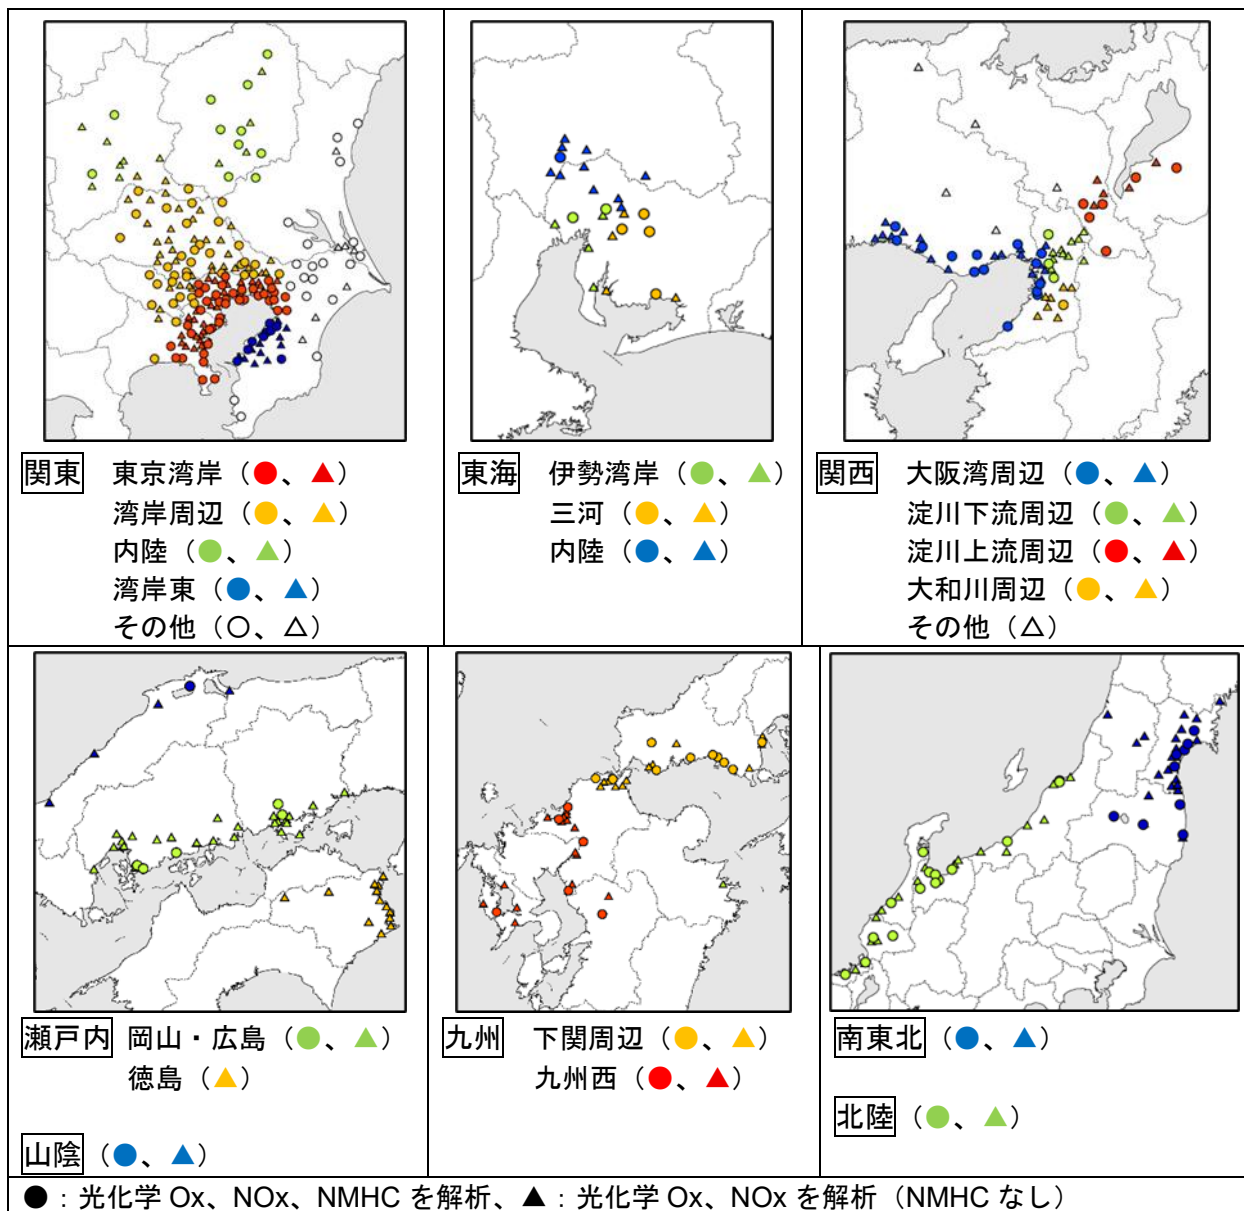 関東 東京湾岸（●、▲）
湾岸周辺（●、▲）
内陸（●、▲）
湾岸東（●、▲）
その他（○、△）
東海 伊勢湾岸（●、▲）
三河（●、▲）
内陸（●、▲）
関西 大阪湾周辺（●、▲）
淀川下流周辺（●、▲）
淀川上流周辺（●、▲）
大和川周辺（●、▲）
その他（△）
瀬戸内 岡山・広島（●、▲）
徳島（▲）
山陰（●、▲）
九州 下関周辺（●、▲）
九州西（●、▲）
南東北（●、▲）
北陸（●、▲）
●：光化学 Ox、NOx、NMHC を解析、▲：光化学 Ox、NOx を解析（NMHC なし）